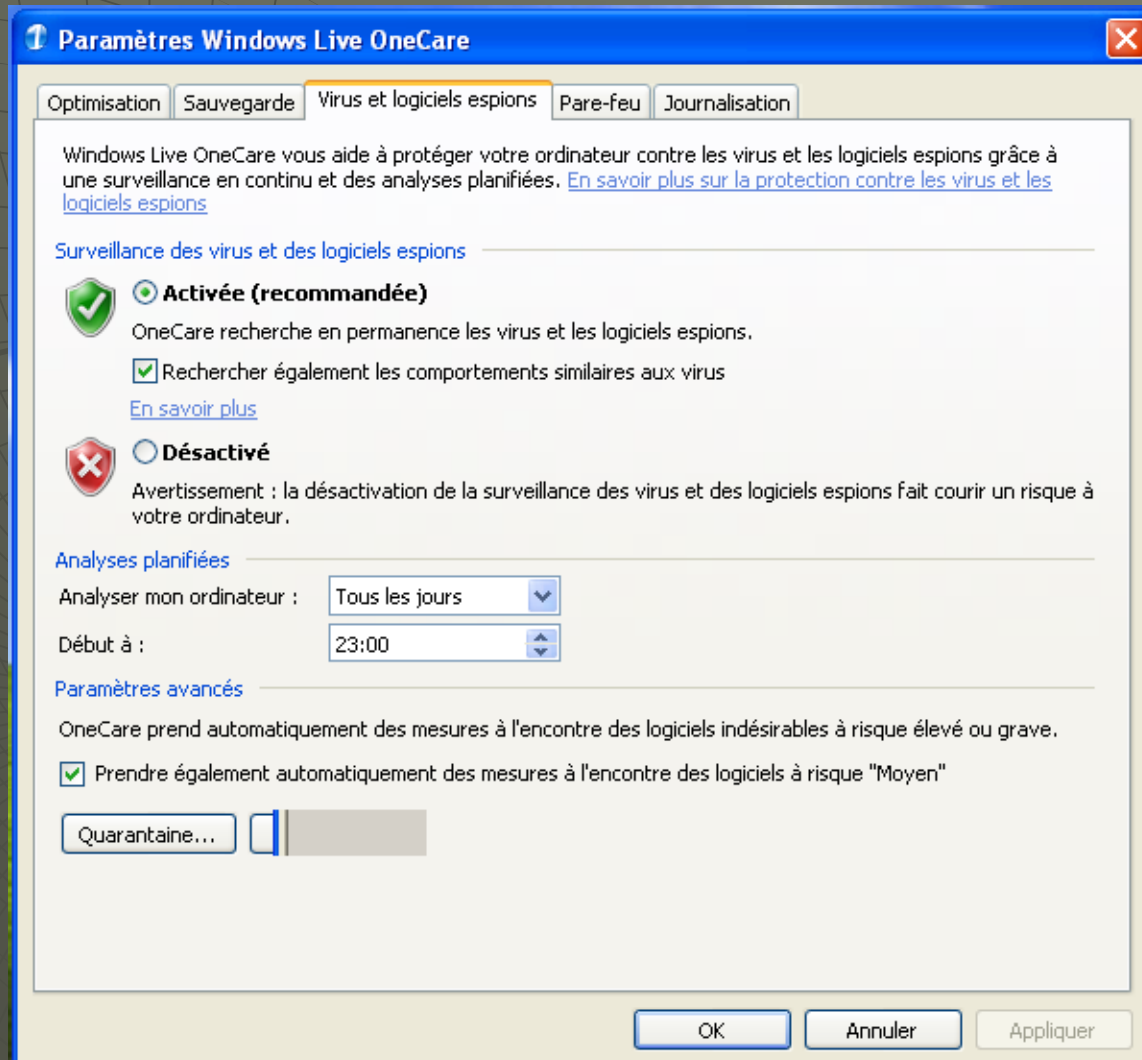 Paramètres Windows Live OneCare
Optimisation Sauvegarde Virus et logiciels espions Pare-feu Journalisation
Windows Live OneCare vous aide à protéger votre ordinateur contre les virus et les logiciels espions grâce à
une surveillance en continu et des analyses planifiées. En savoir plus sur la protection contre les virus et les
logiciels espions
Surveillance des virus et des logiciels espions
Activée (recommandée)
OneCare recherche en permanence les virus et les logiciels espions.
Rechercher également les comportements similaires aux virus
En savoir plus
Désactivé
Avertissement : la désactivation de la surveillance des virus et des logiciels espions fait courir un risque à
votre ordinateur.
Analyses planifiées
Analyser mon ordinateur : Tous les jours
Début à : 23:00
Paramètres avancés
OneCare prend automatiquement des mesures à l'encontre des logiciels indésirables à risque élevé ou grave.
Prendre également automatiquement des mesures à l'encontre des logiciels à risque "Moyen"
Quarantaine...
OK Annuler Appliquer